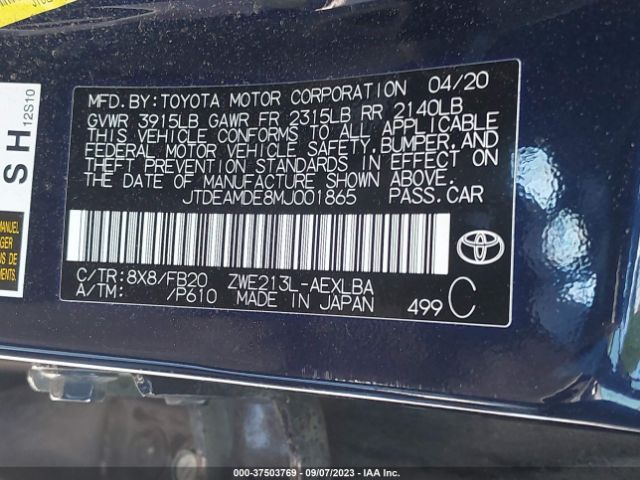 SH
12S10
MANUAL
MFD. BY: TOYOTA MOTOR CORPORATION 04/20
GVWR 3915LB GAWR FR 2315LB RR 2140LB
THIS VEHICLE CONFORMS TO ALL APPLICABLE
FEDERAL MOTOR VEHICLE SAFETY, BUMPER, AND
THEFT PREVENTION STANDARDS IN EFFECT ON
THE DATE OF MANUFACTURE SHOWN ABOVE.
JTDEAMDE8MJ001865 PASS.CAR
C/TR: 8X8/FB20 ZWE213L-AEXLBA
A/TM: /P610 MADE IN JAPAN 499 C
000-37503769 - 09/07/2023 - IAA Inc.